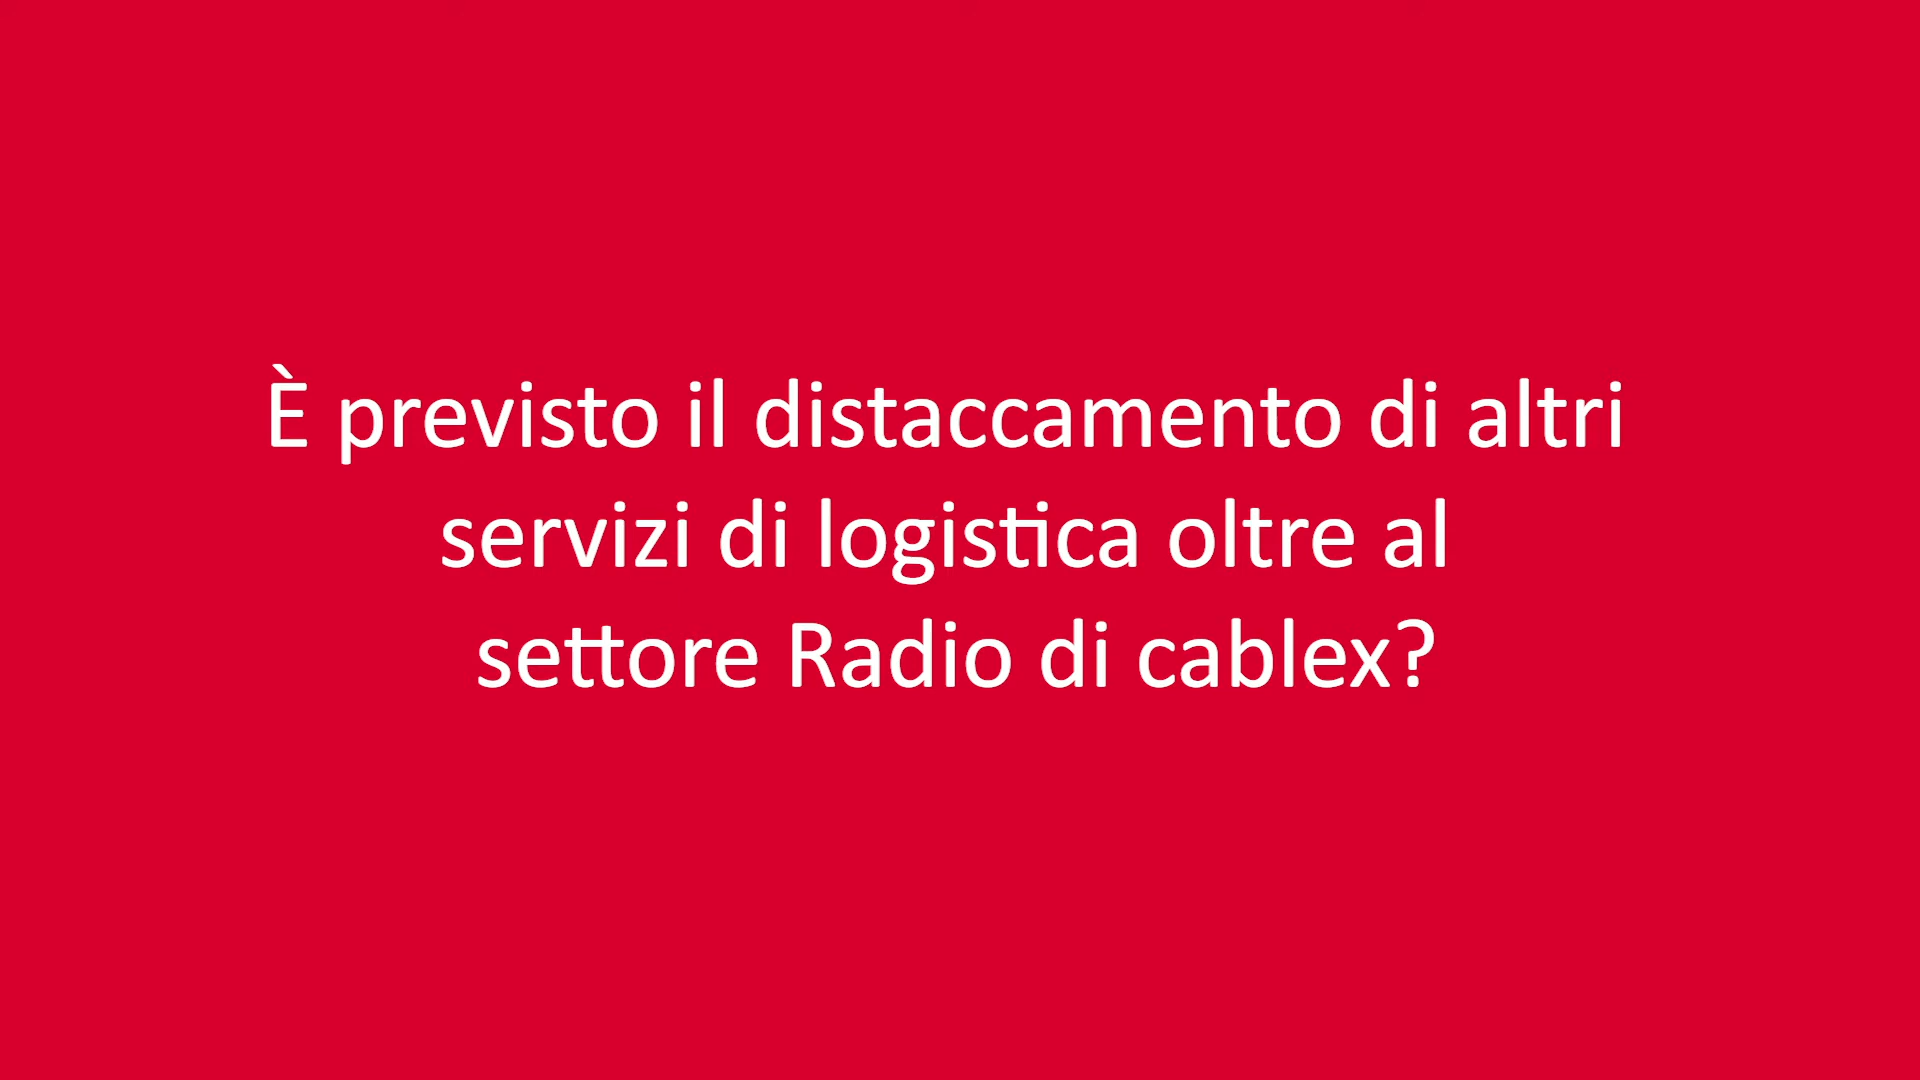 È previsto il distaccamento di altri
servizi di logistica oltre al
settore Radio di cablex?